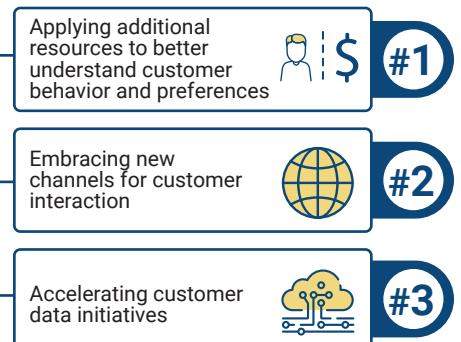 Applying additional
resources to better
understand customer
behavior and preferences
$
#1
Embracing new
channels for customer
interaction
#2
Accelerating customer
data initiatives
#3